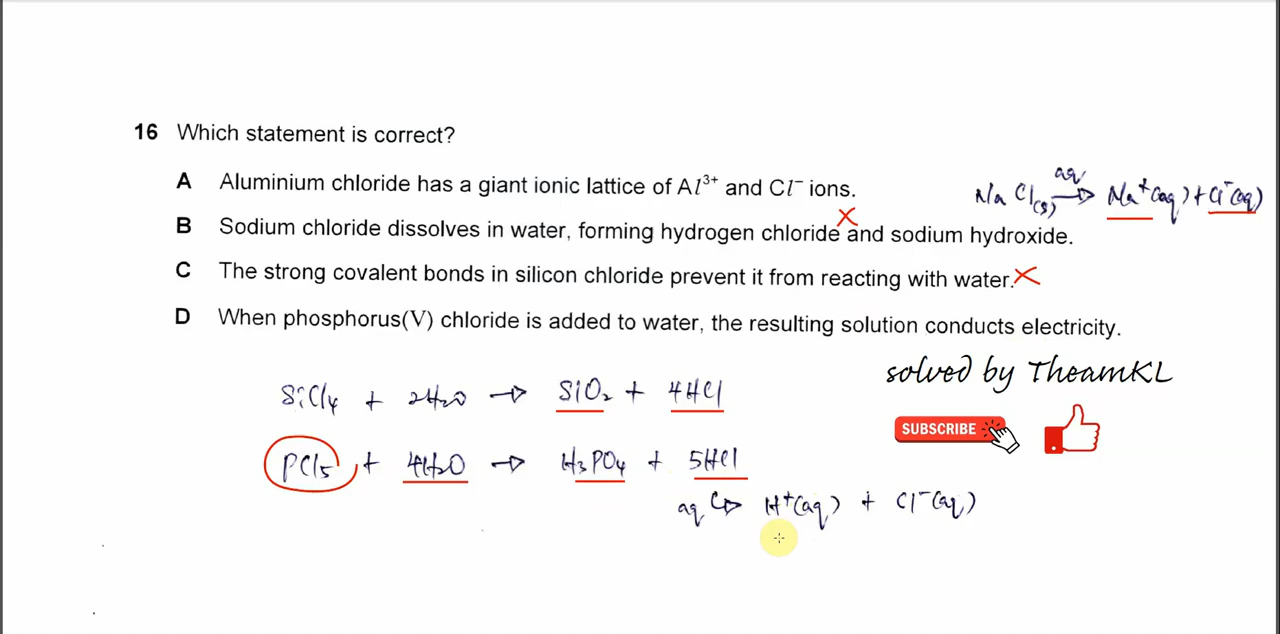 16 Which statement is correct?
A Aluminium chloride has a giant ionic lattice of Al³⁺ and Cl⁻ ions.
NaCl(s) aq → Na⁺(aq) + Cl⁻(aq)
B Sodium chloride dissolves in water, forming hydrogen chloride and sodium hydroxide.
C The strong covalent bonds in silicon chloride prevent it from reacting with water.
D When phosphorus(V) chloride is added to water, the resulting solution conducts electricity.
solved by TheamKL
SiCl₄ + 2H₂O → SiO₂ + 4HCl
SUBSCRIBE
PCl₅ + 4H₂O → H₃PO₄ + 5HCl
aq → H⁺(aq) + Cl⁻(aq)